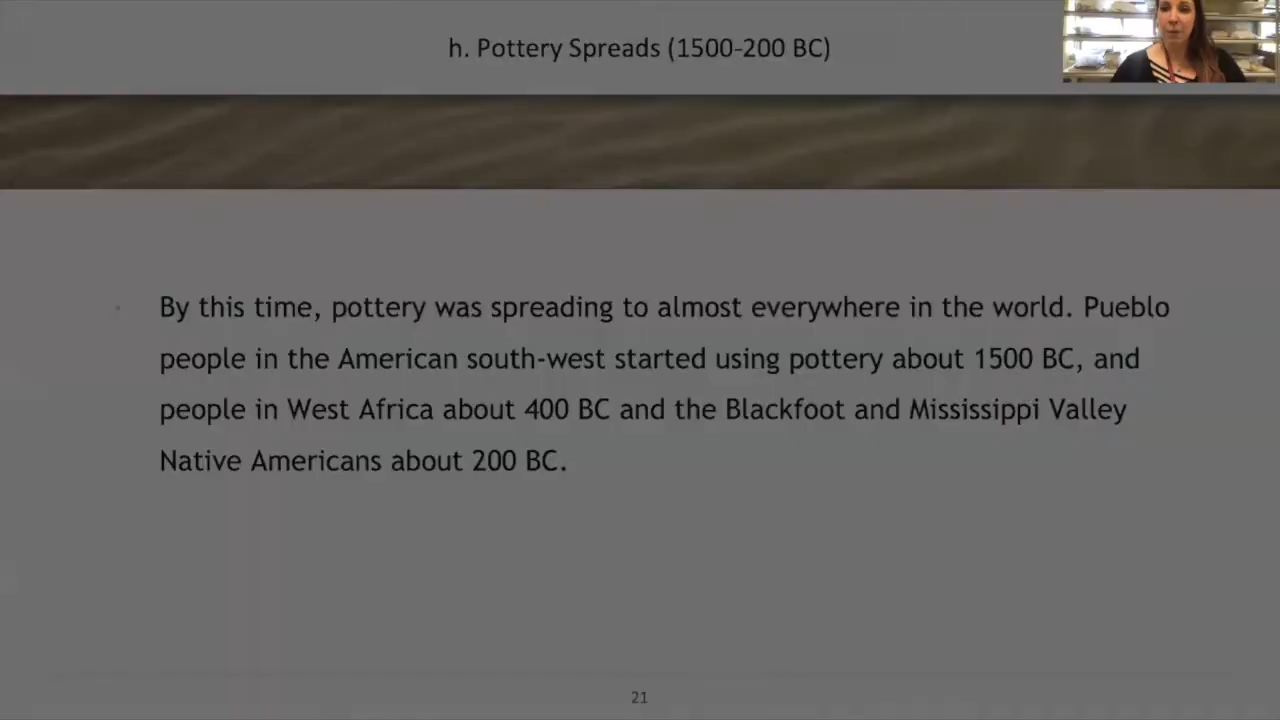 h. Pottery Spreads (1500-200 BC)
By this time, pottery was spreading to almost everywhere in the world. Pueblo
people in the American south-west started using pottery about 1500 BC, and
people in West Africa about 400 BC and the Blackfoot and Mississippi Valley
Native Americans about 200 BC.
21